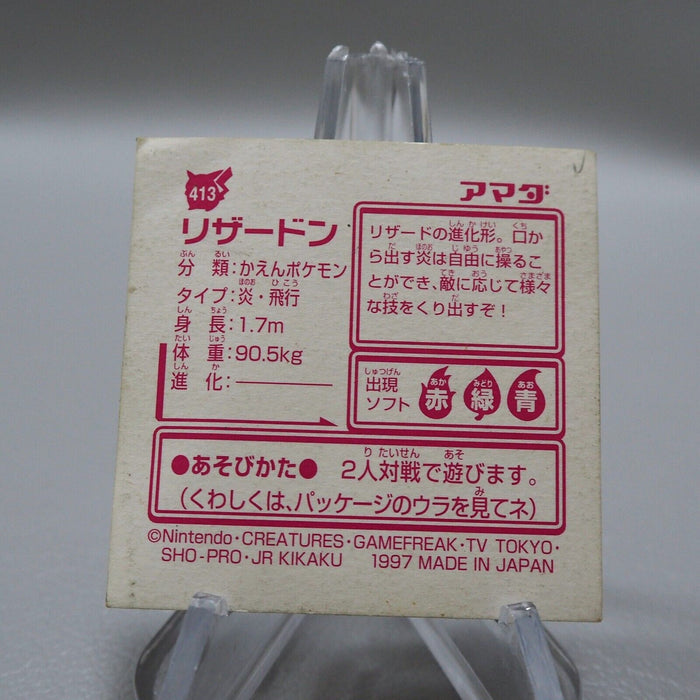 413
アマダ
リザードン
分類:かえんポケモン
タイプ:炎・飛行
身長:1.7m
体重:90.5kg
進化:————
リザードの進化形。口か
ら出す炎は自由に操るこ
とができ、敵に応じて様々
な技をくり出すぞ!
出現
ソフト
赤 緑 青
●あそびかた● 2人対戦で遊びます。
(くわしくは、パッケージのウラを見てネ)
©Nintendo・CREATURES・GAMEFREAK・TV TOKYO・
SHO-PRO・JR KIKAKU 1997 MADE IN JAPAN